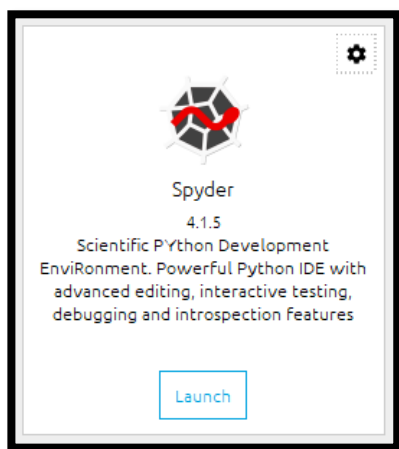 Spyder
4.1.5
Scientific PYthon Development
EnviRonment. Powerful Python IDE with
advanced editing, interactive testing,
debugging and introspection features
Launch